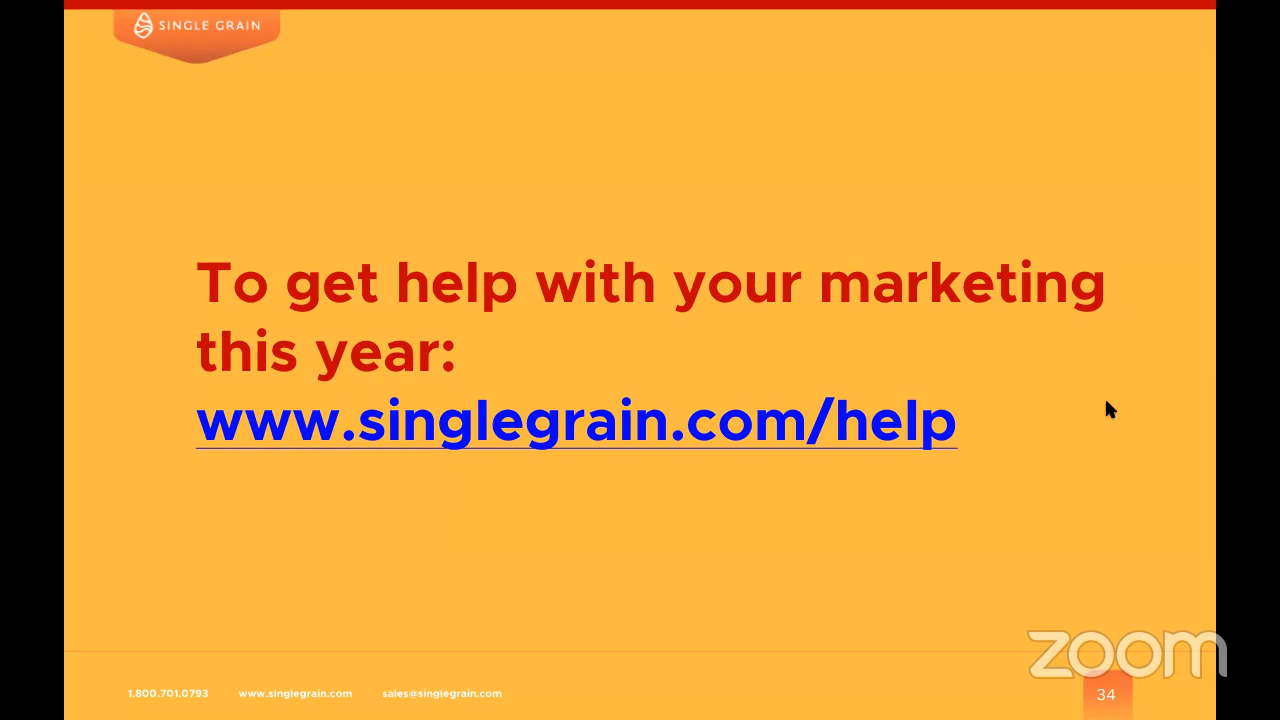 SINGLE GRAIN
To get help with your marketing
this year:
www.singlegrain.com/help
zoom
1.800.701.0793 www.singlegrain.com sales@singlegrain.com
34